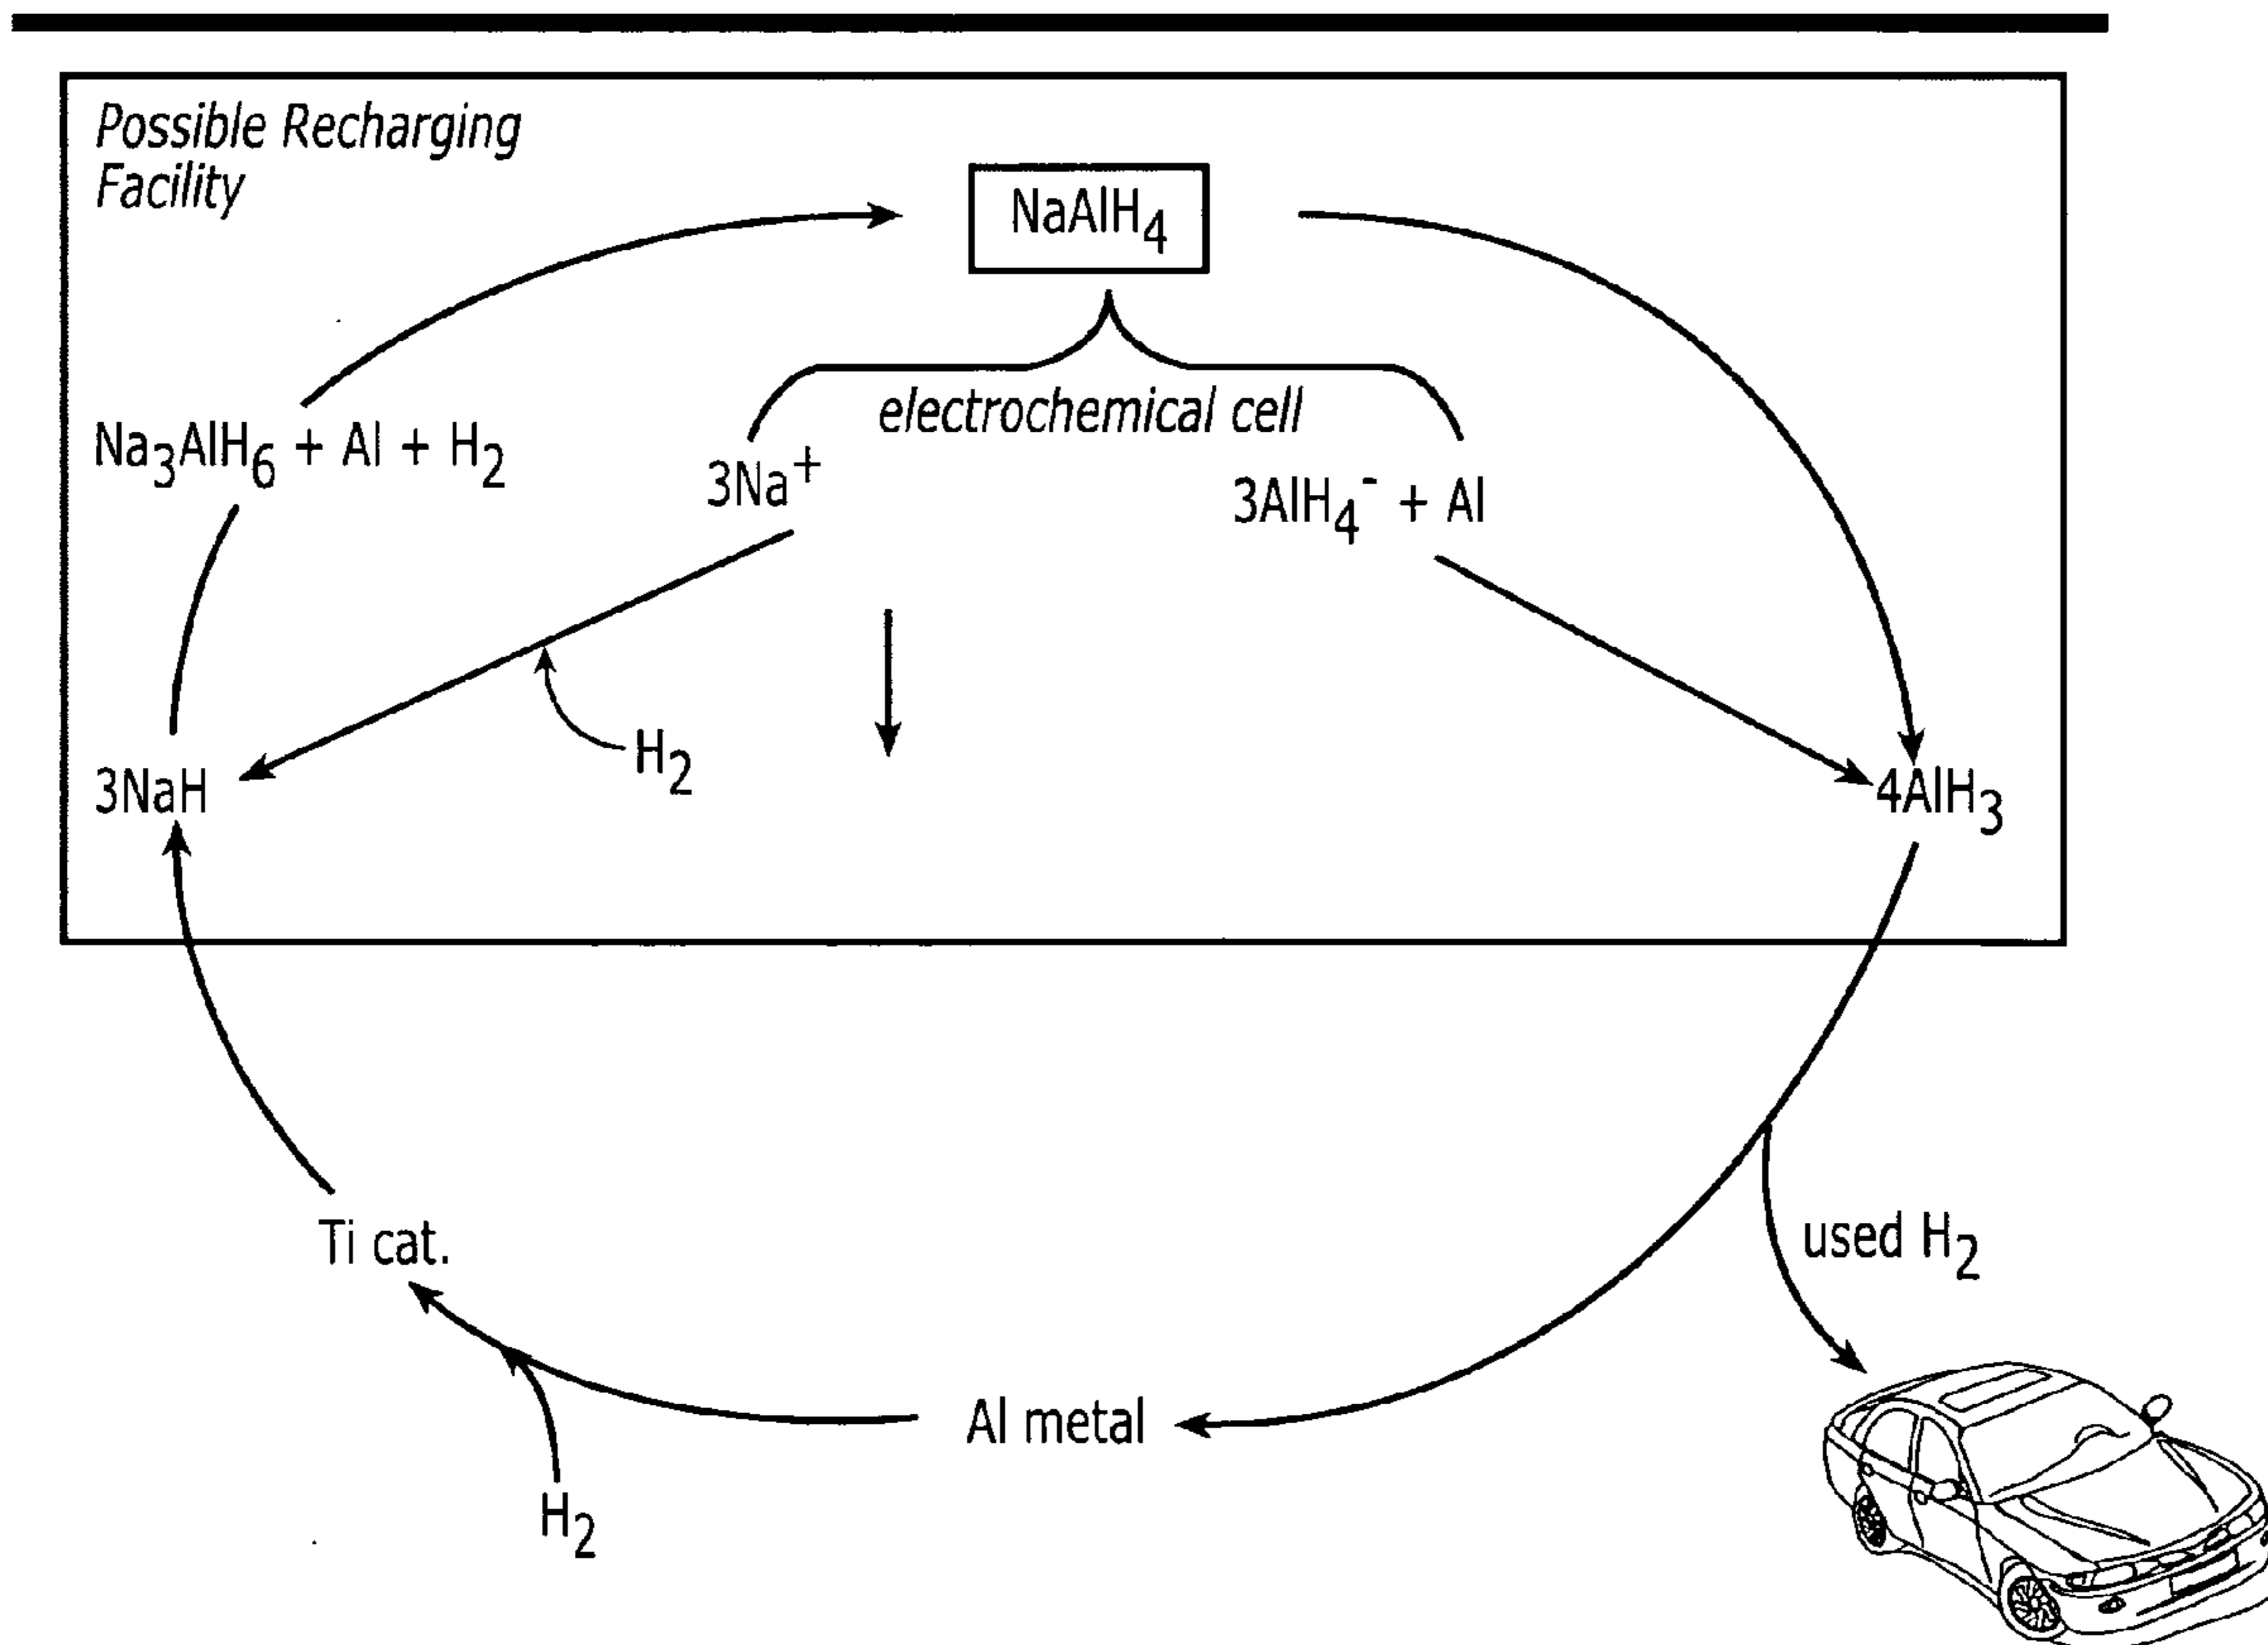 Possible Recharging
Facility
NaAlH₄
electrochemical cell
Na₃AlH₆ + Al + H₂
3Na⁺
3AlH₄⁻ + Al
H₂
3NaH
4AlH₃
Ti cat.
used H₂
Al metal
H₂